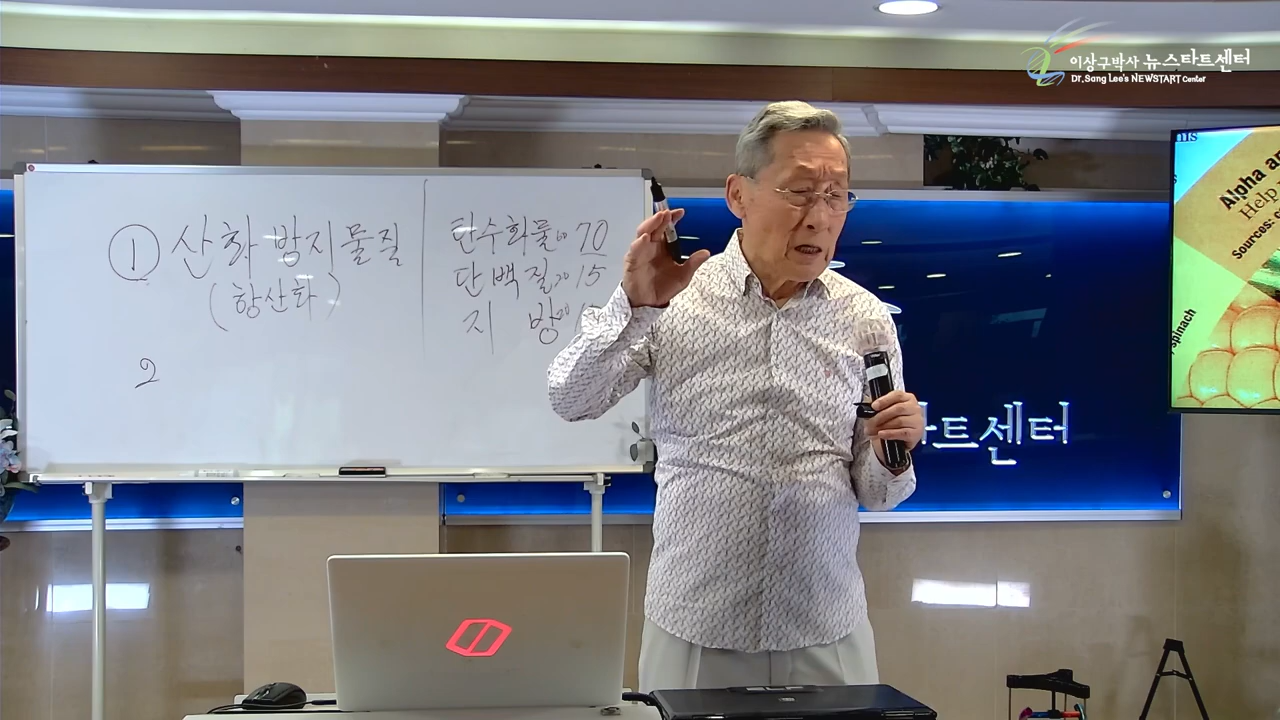 이상구박사 뉴스타트센터
Dr. Sang Lee's NEWSTART Center
① 산화 방지 물질
(항산화)
2
탄수화물 70
단백질 20 15
지 방
Alpha
Help
sources.
spinach
트센터